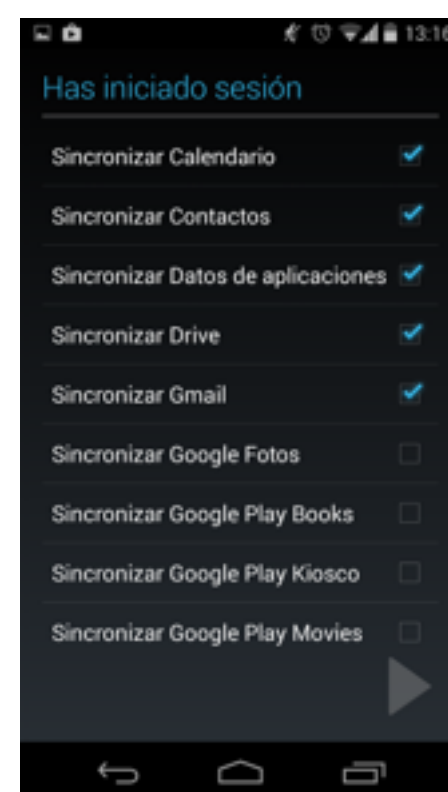 13:16
Has iniciado sesión
Sincronizar Calendario
Sincronizar Contactos
Sincronizar Datos de aplicaciones
Sincronizar Drive
Sincronizar Gmail
Sincronizar Google Fotos
Sincronizar Google Play Books
Sincronizar Google Play Kiosco
Sincronizar Google Play Movies